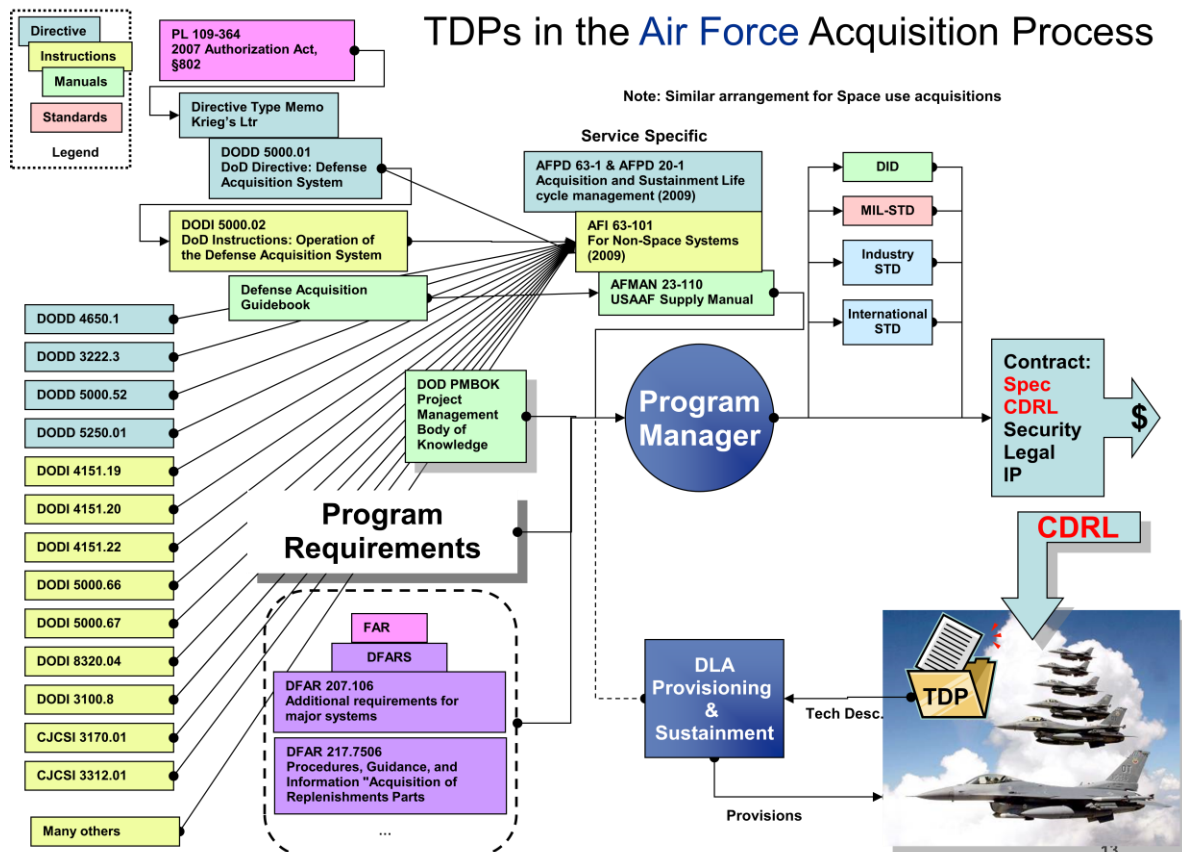 TDPs in the Air Force Acquisition Process
Directive
Instructions
Manuals
Standards
Legend
PL 109-364
2007 Authorization Act,
§802
Note: Similar arrangement for Space use acquisitions
Directive Type Memo
Krieg's Ltr
DODD 5000.01
DoD Directive: Defense
Acquisition System
DODI 5000.02
DoD Instructions: Operation of
the Defense Acquisition System
Defense Acquisition
Guidebook
Service Specific
AFPD 63-1 & AFPD 20-1
Acquisition and Sustainment Life
cycle management (2009)
AFI 63-101
For Non-Space Systems
(2009)
AFMAN 23-110
USAAF Supply Manual
DID
MIL-STD
Industry
STD
International
STD
DODD 4650.1
DODD 3222.3
DODD 5000.52
DODD 5250.01
DODI 4151.19
DODI 4151.20
DODI 4151.22
DODI 5000.66
DODI 5000.67
DODI 8320.04
DODI 3100.8
CJCSI 3170.01
CJCSI 3312.01
Many others
DOD PMBOK
Project
Management
Body of
Knowledge
Program
Manager
Contract:
Spec
CDRL
Security
Legal
IP
$
Program
Requirements
CDRL
FAR
DFARS
DFAR 207.106
Additional requirements for
major systems
DFAR 217.7506
Procedures, Guidance, and
Information "Acquisition of
Replenishments Parts
...
DLA
Provisioning
&
Sustainment
Tech Desc.
TDP
Provisions
OT
13